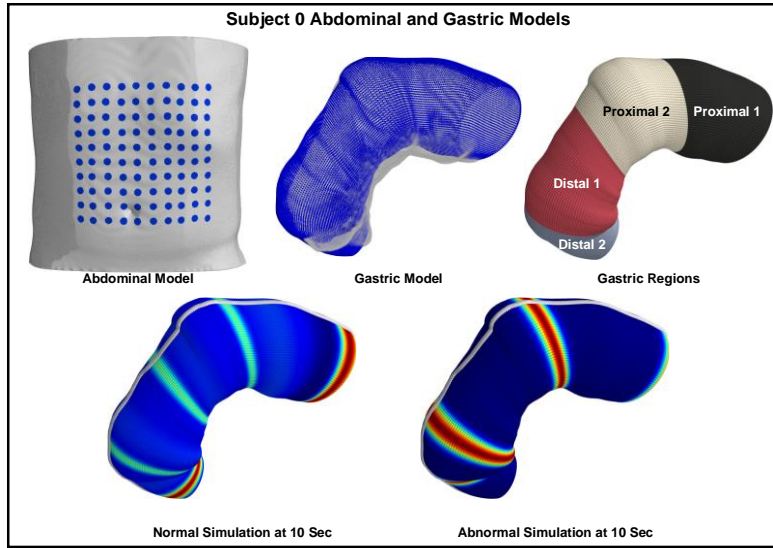 Subject 0 Abdominal and Gastric Models
Proximal 2
Proximal 1
Distal 1
Distal 2
Abdominal Model
Gastric Model
Gastric Regions
Normal Simulation at 10 Sec
Abnormal Simulation at 10 Sec